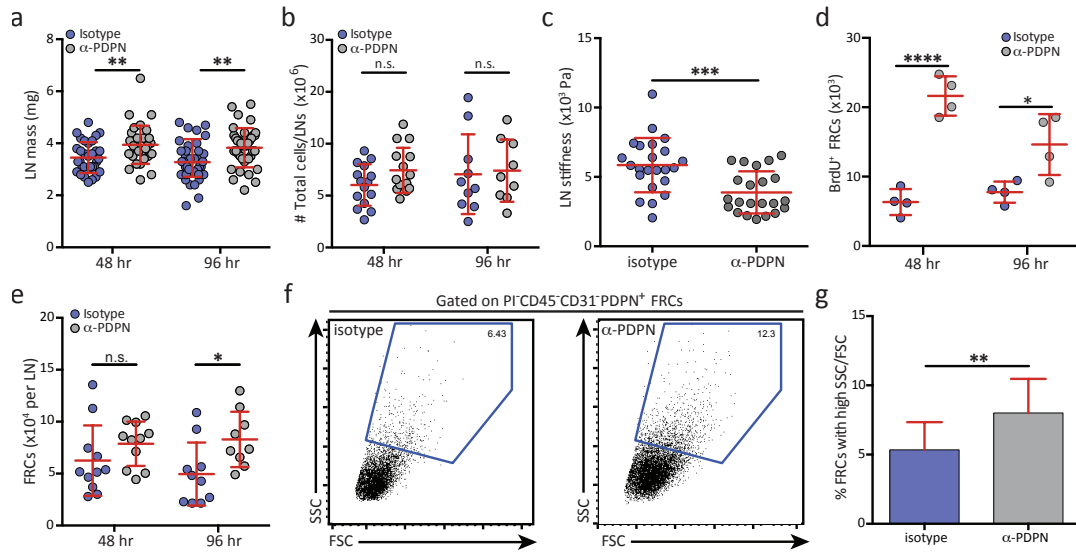 a
Isotype
α-PDPN
LN mass (mg)
8
6
4
2
0
**
**
48 hr
96 hr
b
# Total cells/LNs (x10⁶)
30
20
10
5
0
n.s.
n.s.
48 hr
96 hr
c
LN stiffness (x10³ Pa)
15
10
5
0
***
isotype
α-PDPN
d
Isotype
α-PDPN
BrdU⁺ FRCs (x10³)
30
20
10
0
****
*
48 hr
96 hr
e
Isotype
α-PDPN
FRCs (x10⁴ per LN)
20
15
10
5
0
n.s.
*
48 hr
96 hr
f
Gated on PI⁻CD45⁻CD31⁻PDPN⁺ FRCs
isotype
6.43
SSC
FSC
α-PDPN
12.3
SSC
FSC
g
% FRCs with high SSC/FSC
15
10
5
0
**
isotype
α-PDPN